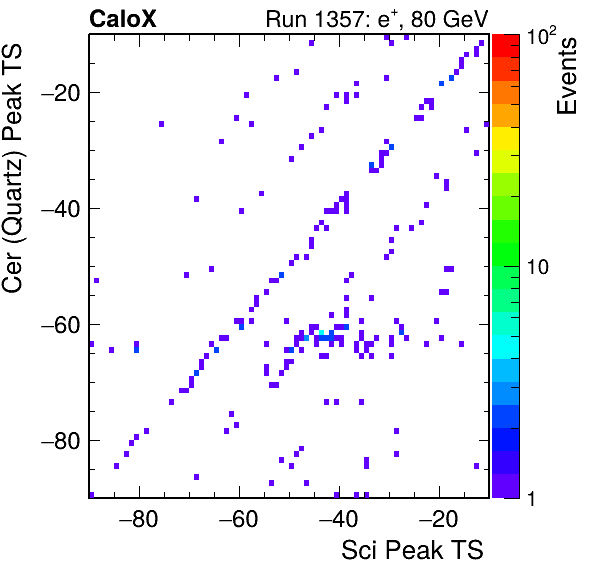 CaloX Run 1357: e⁺, 80 GeV
10²
Events
Cer (Quartz) Peak TS
−20
−40
10
−60
−80
1
−80 −60 −40 −20
Sci Peak TS